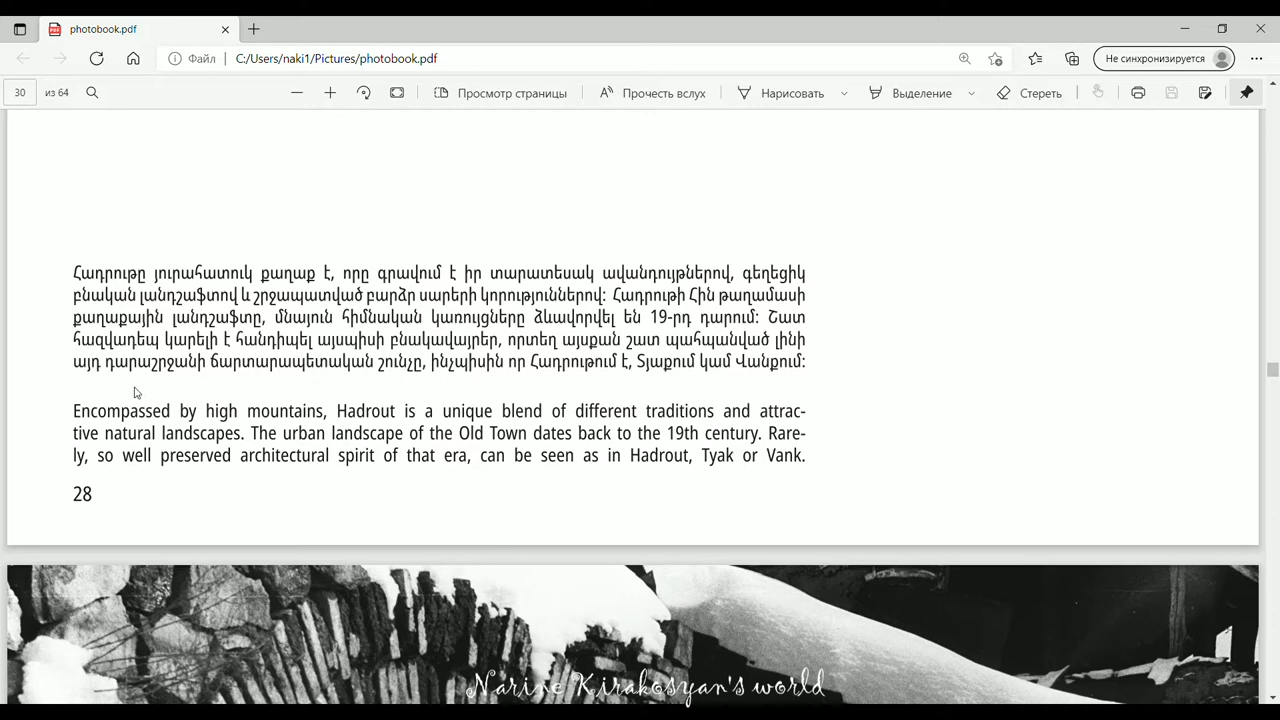 photobook.pdf
Файл
C:/Users/naki1/Pictures/photobook.pdf
Не синхронизируется
30 из 64
Просмотр страницы
Прочесть вслух
Нарисовать
Выделение
Стереть
Հադրութը յուրահատուկ քաղաք է, որը գրավում է իր տարատեսակ ավանդույթներով, գեղեցիկ
բնական լանդշաֆտով և շրջապատված բարձր սարերի կորություններով: Հադրութի Հին թաղամասի
քաղաքային լանդշաֆտը, մնայուն հիմնական կառույցները ձևավորվել են 19-րդ դարում: Շատ
հազվադեպ կարելի է հանդիպել այսպիսի բնակավայրեր, որտեղ այսքան շատ պահպանված լինի
այդ դարաշրջանի ճարտարապետական շունչը, ինչպիսին որ Հադրութում է, Տյաքում կամ Վանքում:
Encompassed by high mountains, Hadrout is a unique blend of different traditions and attrac-
tive natural landscapes. The urban landscape of the Old Town dates back to the 19th century. Rare-
ly, so well preserved architectural spirit of that era, can be seen as in Hadrout, Tyak or Vank.
28
Narine Kirakosyan's world